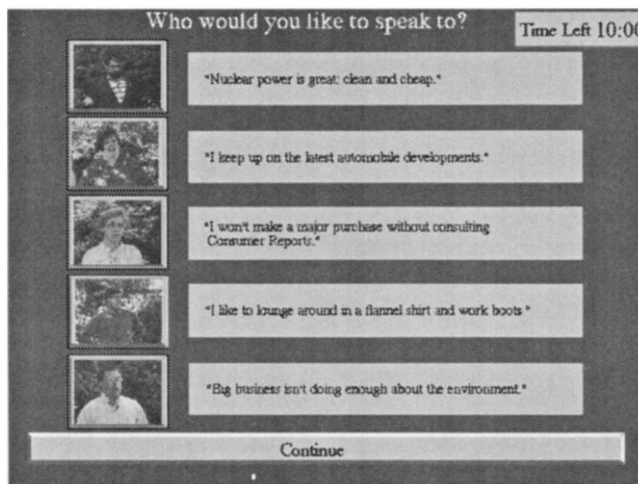 Who would you like to speak to?
Time Left 10:00
"Nuclear power is great: clean and cheap."
"I keep up on the latest automobile developments."
"I won't make a major purchase without consulting
Consumer Reports."
"I like to lounge around in a flannel shirt and work boots"
"Big business isn't doing enough about the environment."
Continue